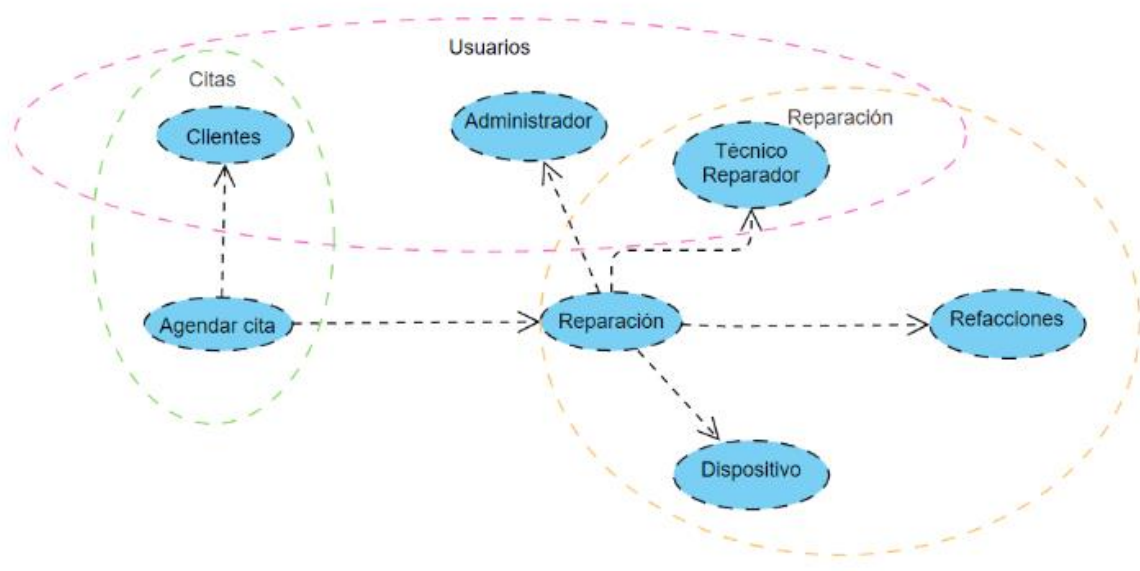 Usuarios
Citas
Clientes
Administrador
Reparación
Técnico
Reparador
Agendar cita
Reparación
Refacciones
Dispositivo